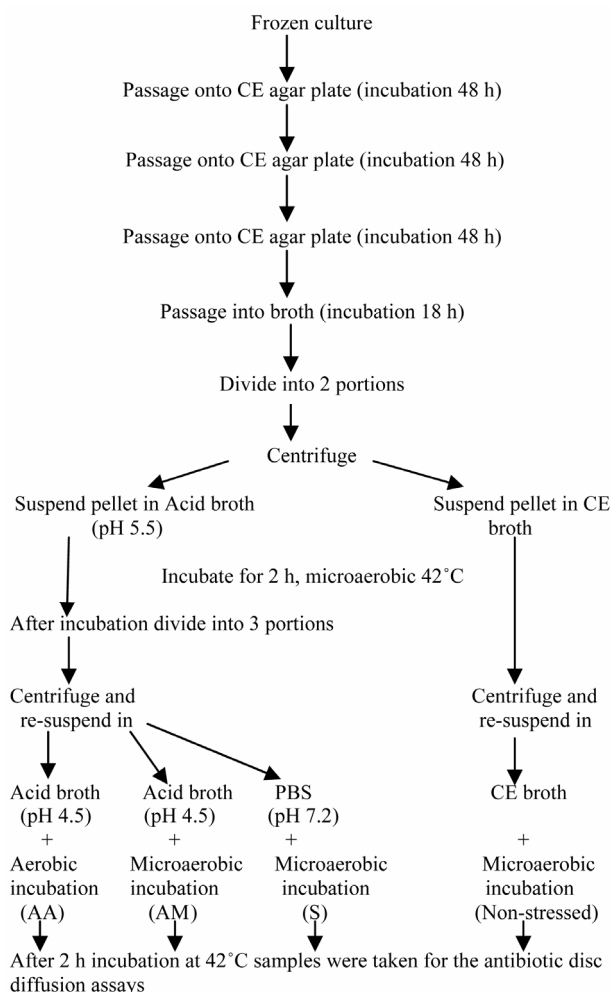 Frozen culture
Passage onto CE agar plate (incubation 48 h)
Passage onto CE agar plate (incubation 48 h)
Passage onto CE agar plate (incubation 48 h)
Passage into broth (incubation 18 h)
Divide into 2 portions
Centrifuge
Suspend pellet in Acid broth
(pH 5.5)
Suspend pellet in CE
broth
Incubate for 2 h, microaerobic 42˚C
After incubation divide into 3 portions
Centrifuge and
re-suspend in
Centrifuge and
re-suspend in
Acid broth
(pH 4.5)
+
Aerobic
incubation
(AA)
Acid broth
(pH 4.5)
+
Microaerobic
incubation
(AM)
PBS
(pH 7.2)
+
Microaerobic
incubation
(S)
CE broth
+
Microaerobic
incubation
(Non-stressed)
After 2 h incubation at 42˚C samples were taken for the antibiotic disc
diffusion assays